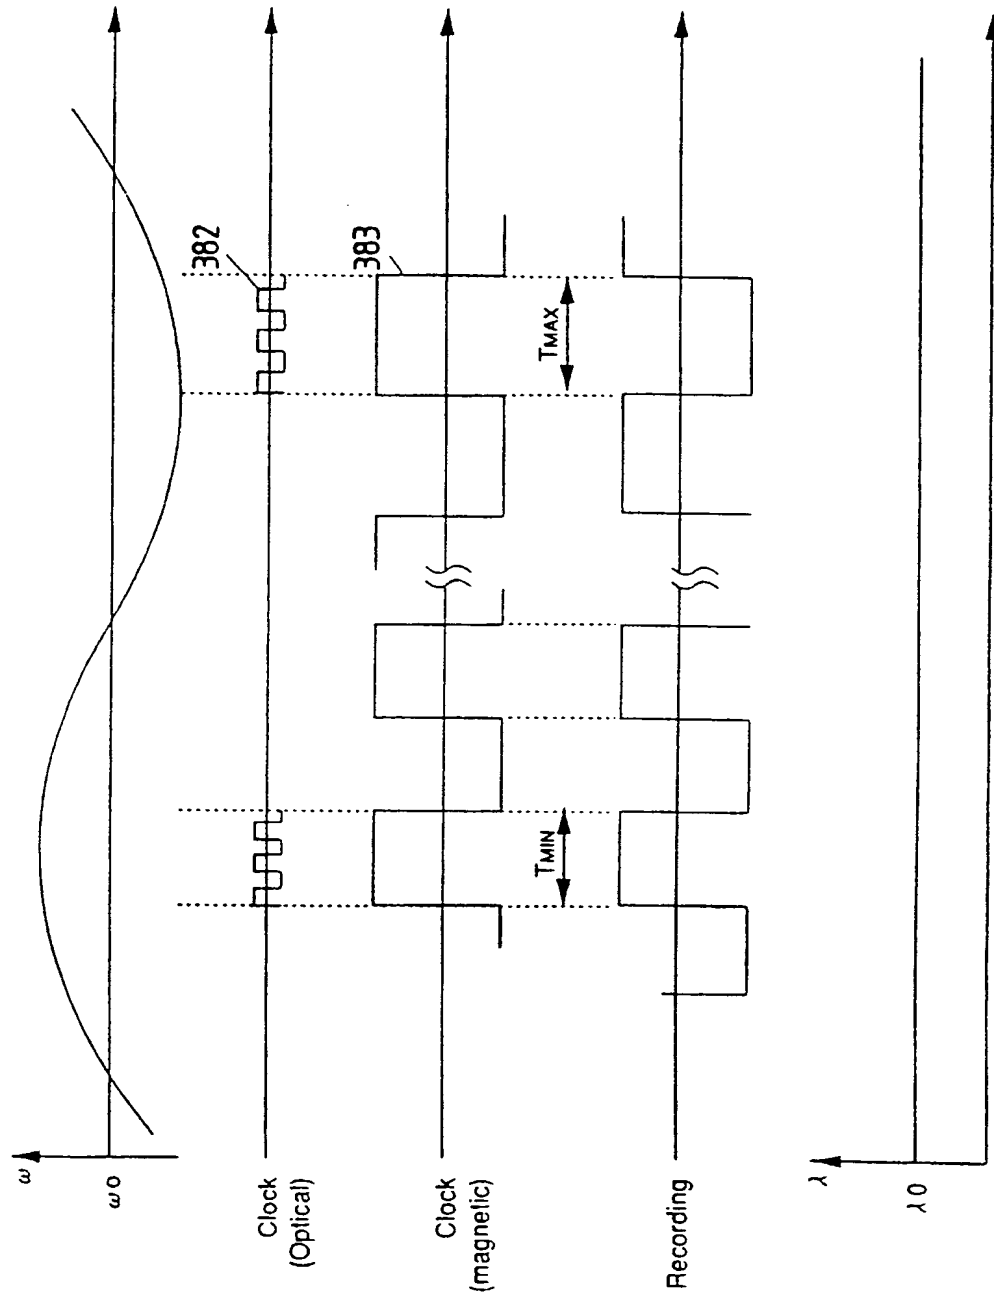 ω
ω0
Clock
(Optical)
382
Clock
(magnetic)
383
TMIN
TMAX
Recording
λ
λ0